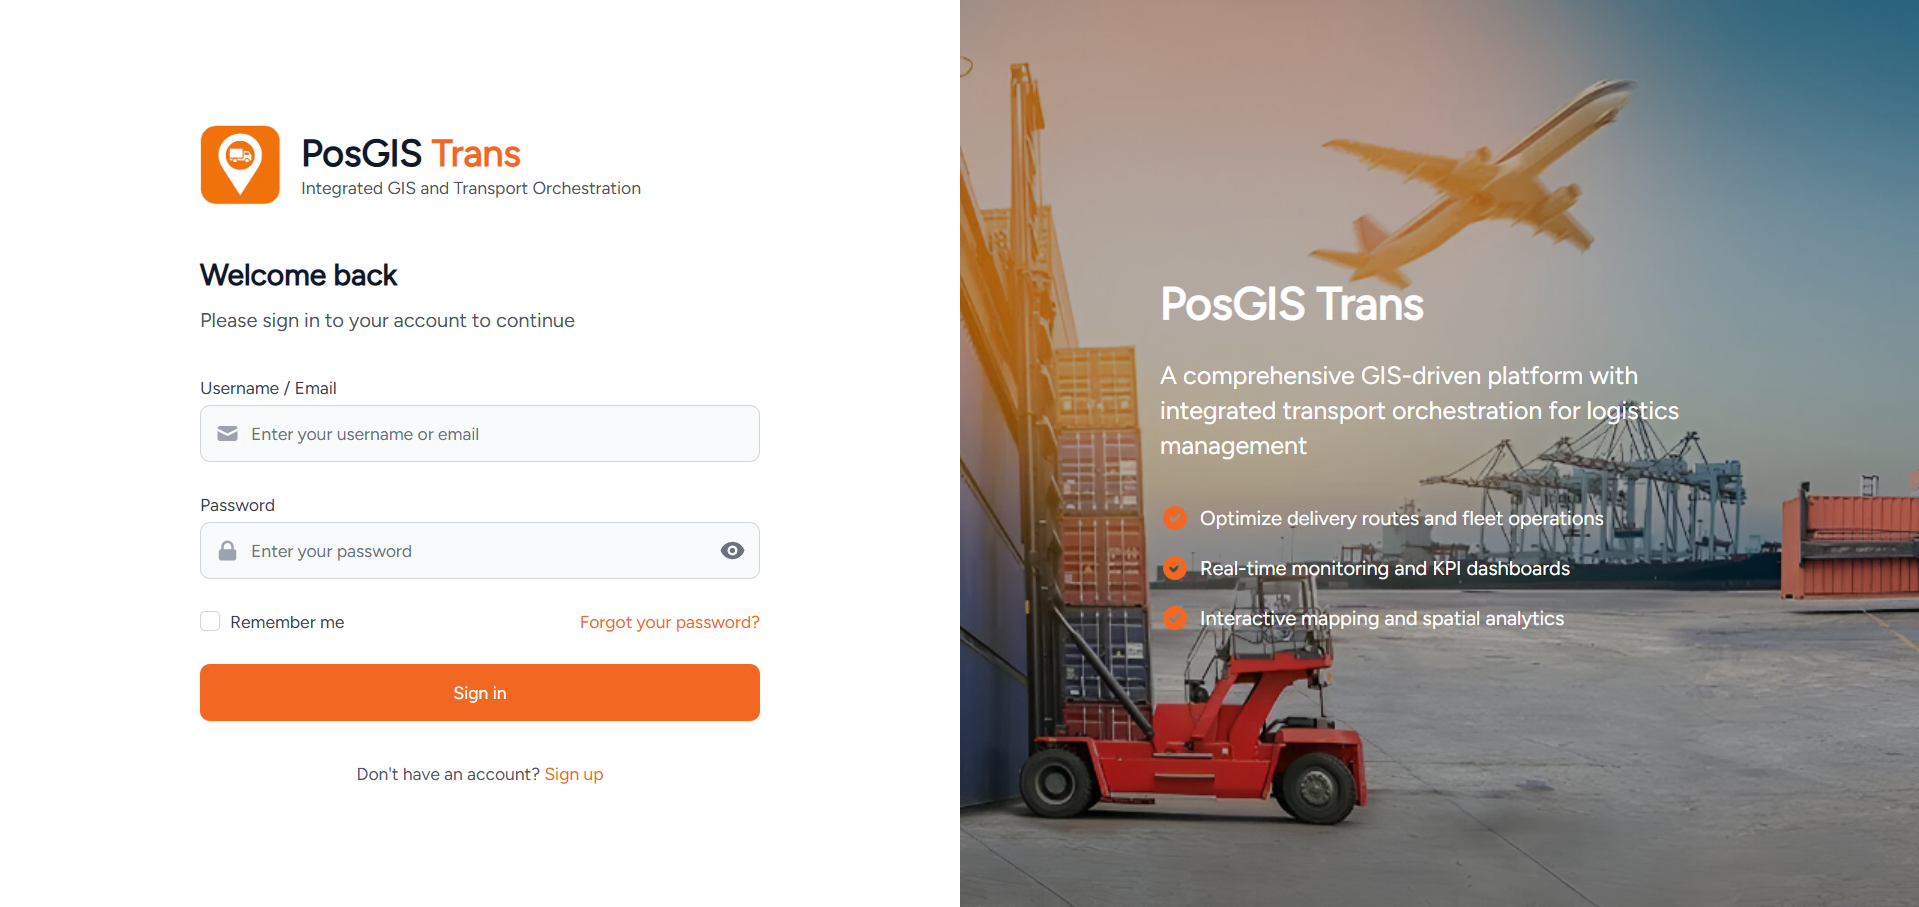 PosGIS Trans
Integrated GIS and Transport Orchestration
Welcome back
Please sign in to your account to continue
Username / Email
Enter your username or email
Password
Enter your password
Remember me
Forgot your password?
Sign in
Don't have an account? Sign up
PosGIS Trans
A comprehensive GIS-driven platform with
integrated transport orchestration for logistics
management
Optimize delivery routes and fleet operations
Real-time monitoring and KPI dashboards
Interactive mapping and spatial analytics